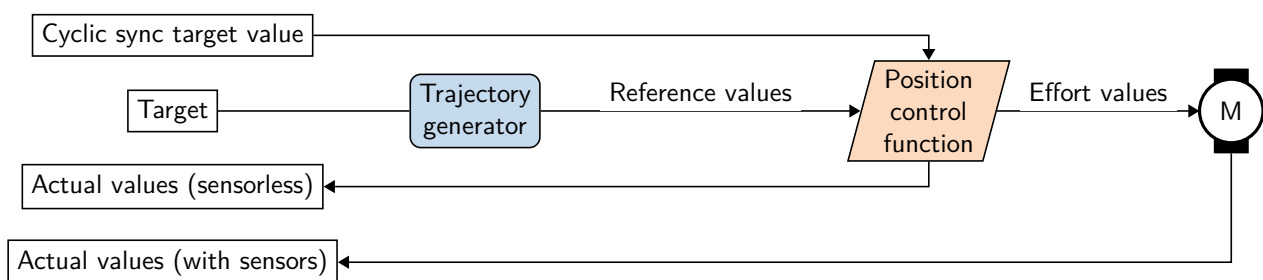 Cyclic sync target value
Target
Trajectory
generator
Reference values
Position
control
function
Effort values
M
Actual values (sensorless)
Actual values (with sensors)